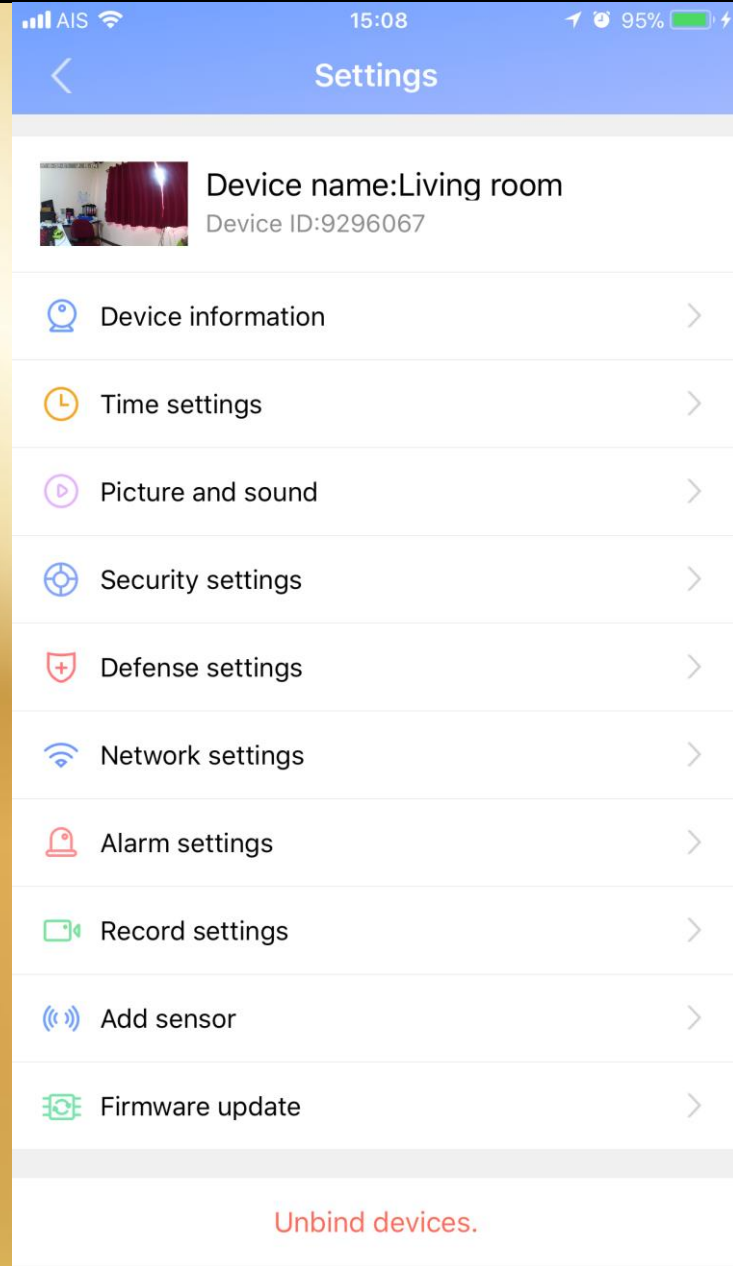 AIS 15:08 95%
Settings
Device name:Living room
Device ID:9296067
Device information
Time settings
Picture and sound
Security settings
Defense settings
Network settings
Alarm settings
Record settings
Add sensor
Firmware update
Unbind devices.